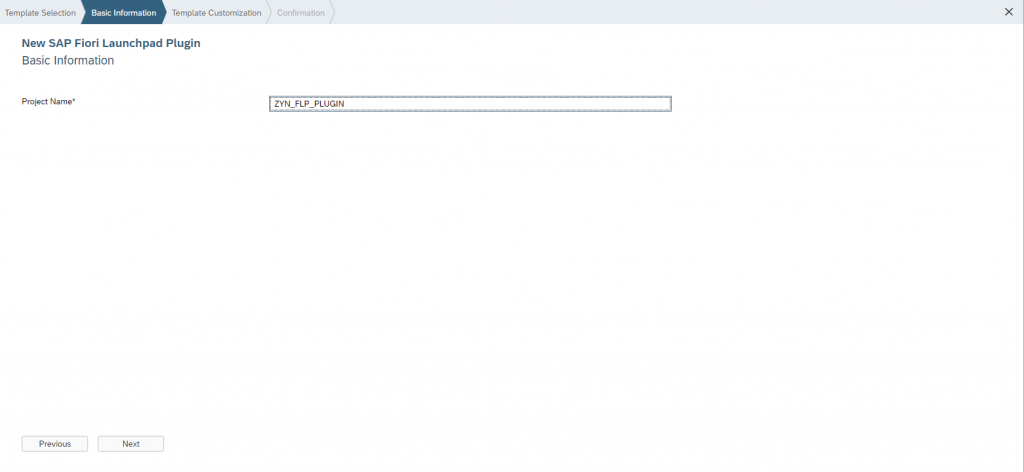 Template Selection Basic Information Template Customization Confirmation
New SAP Fiori Launchpad Plugin
Basic Information
Project Name* ZYN_FLP_PLUGIN
Previous Next